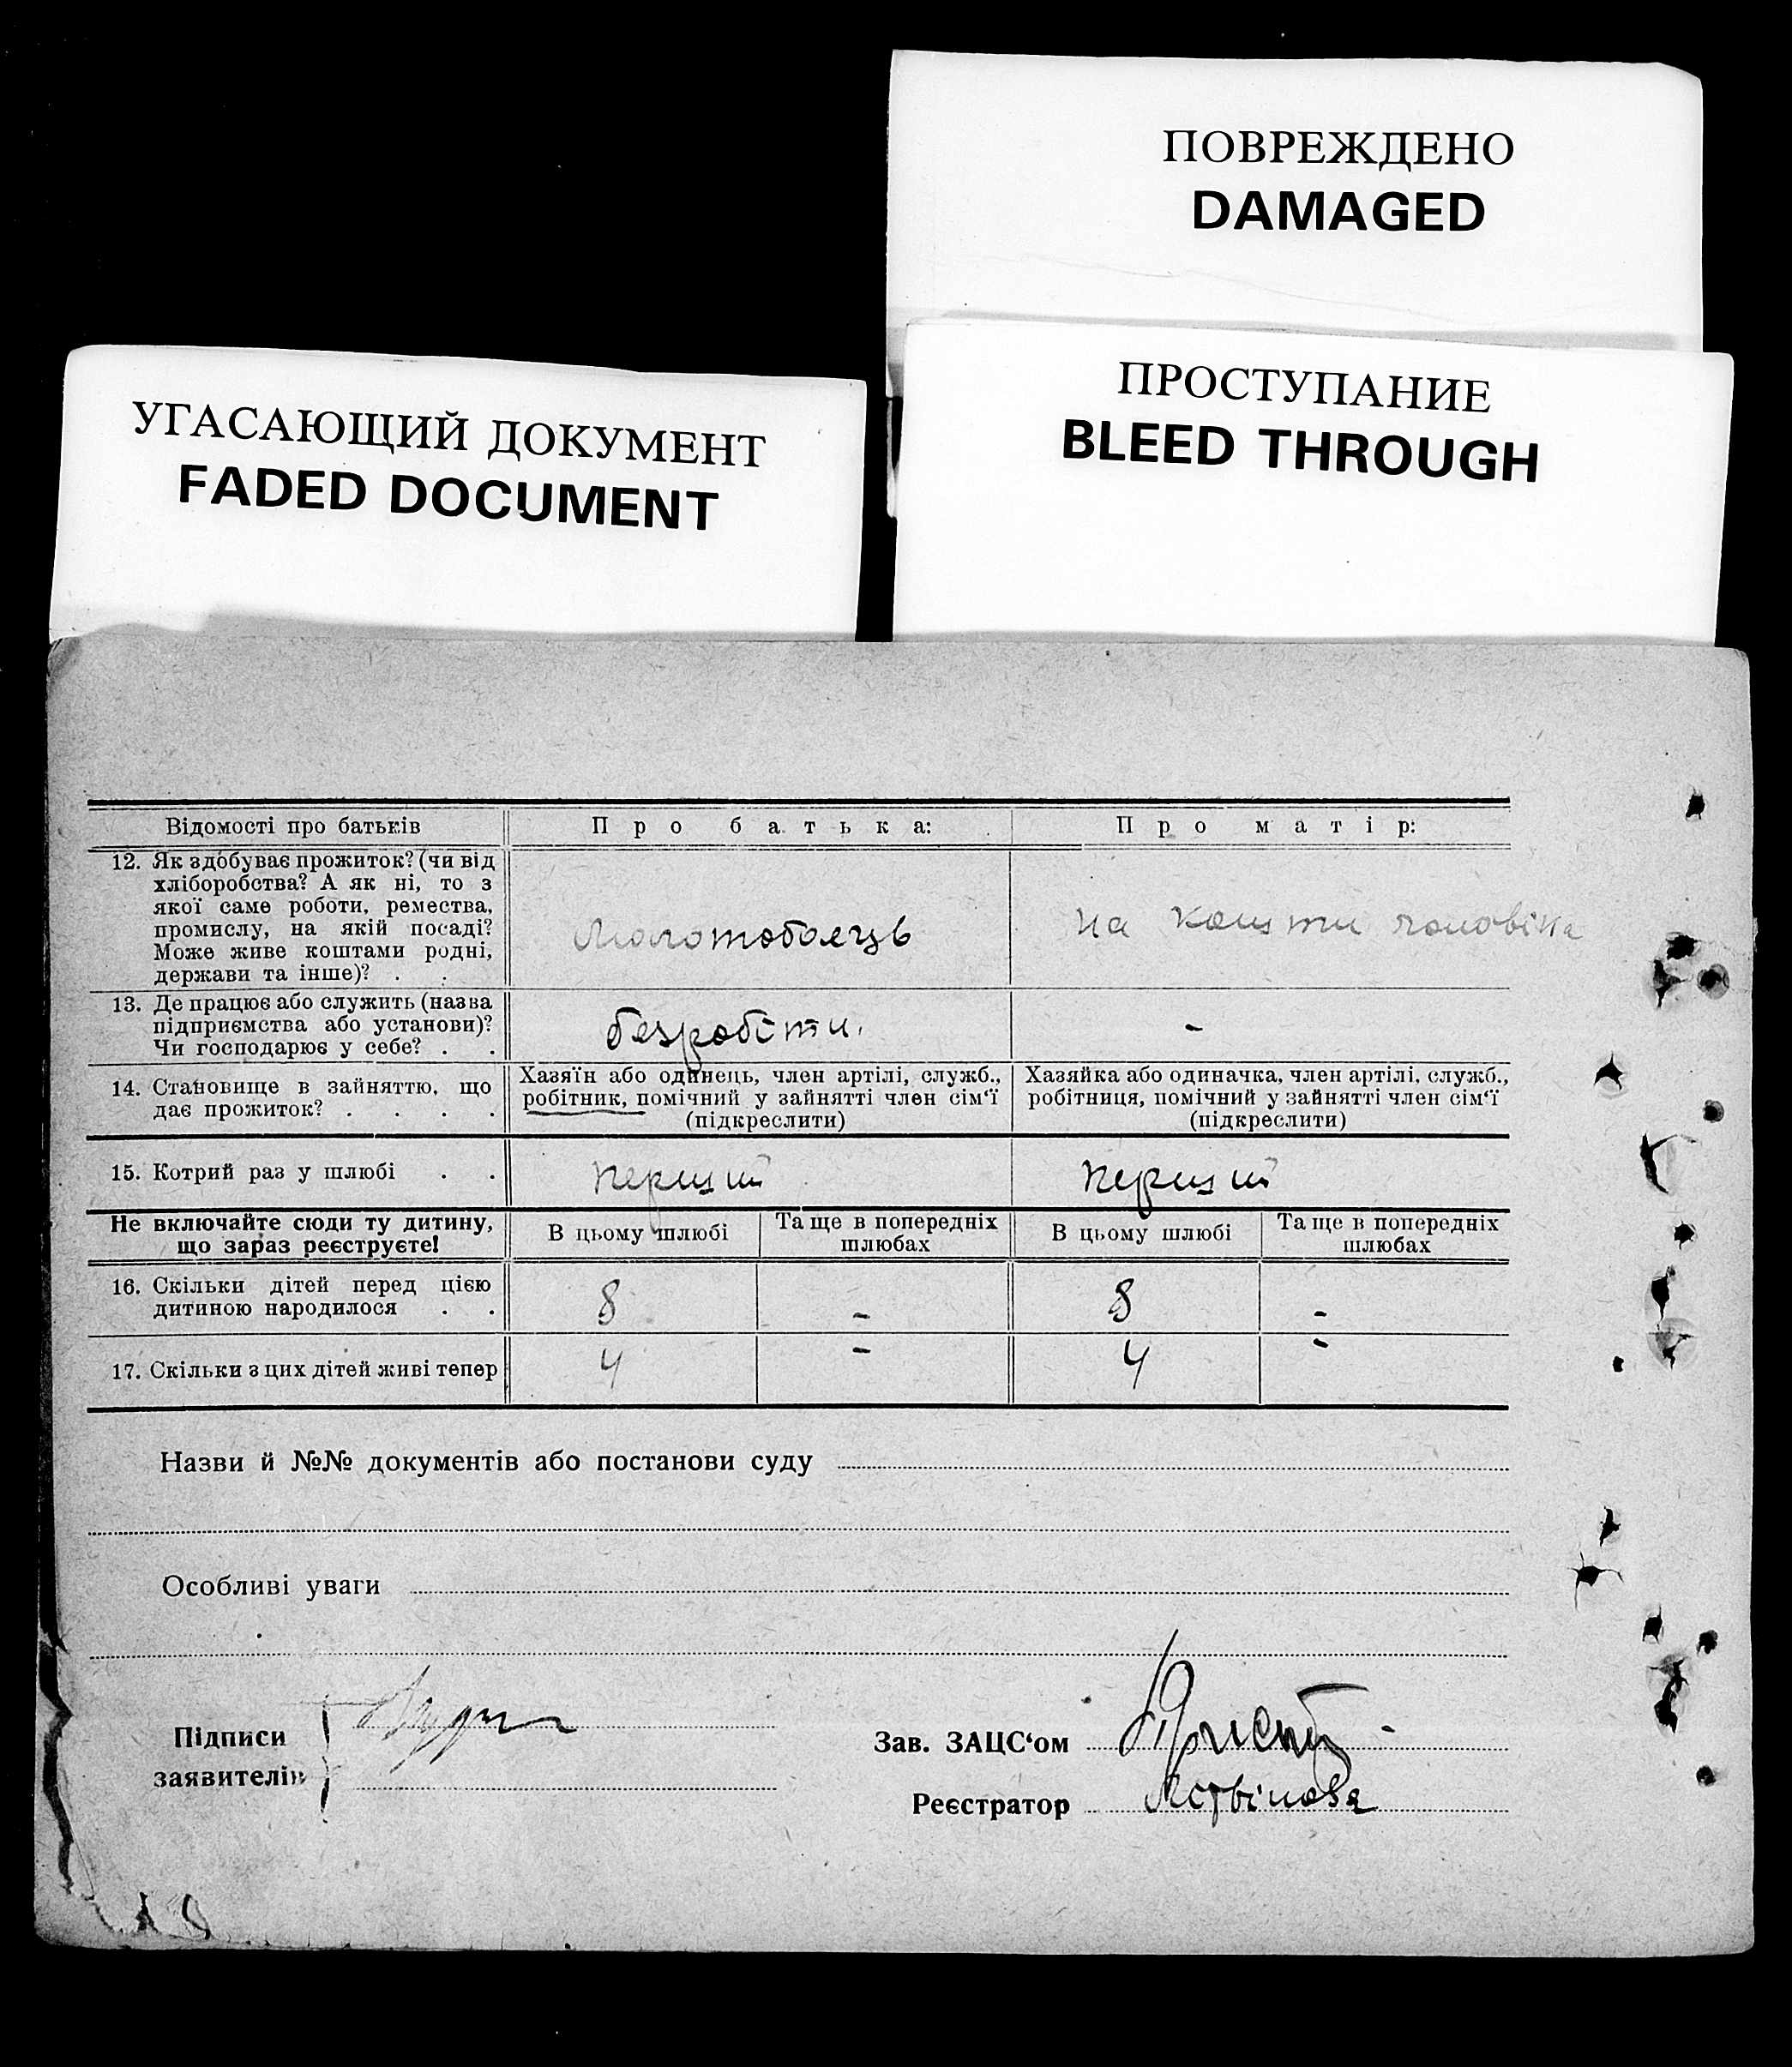 ПОВРЕЖДЕНО
DAMAGED
ПРОСТУПАНИЕ
BLEED THROUGH
УГАСАЮЩИЙ ДОКУМЕНТ
FADED DOCUMENT
Відомості про батьків
Про батька:
Про матір:
12. Як здобуває прожиток? (чи від
хліборобства? А як ні, то з
якої саме роботи, ремества,
промислу, на якій посаді?
Може живе коштами родні,
держави та інше)? . .
Молотобоєць
на кошти чоловіка
13. Де працює або служить (назва
підприємства або установи)?
Чи господарює у себе? . .
безробітн.
-
14. Становище в зайняттю, що
дає прожиток? . . . .
Хазяїн або одинець, член артілі, служб.,
робітник, помічний у зайнятті член сім'ї
(підкреслити)
Хазяйка або одиначка, член артілі, служб.,
робітниця, помічний у зайнятті член сім'ї
(підкреслити)
15. Котрий раз у шлюбі . .
перший
перший
Не включайте сюди ту дитину,
що зараз реєструєте!
В цьому шлюбі
Та ще в попередніх
шлюбах
В цьому шлюбі
Та ще в попередніх
шлюбах
16. Скільки дітей перед цією
дитиною народилося . .
8
-
8
-
17. Скільки з цих дітей живі тепер
4
-
4
-
Назви й №№ документів або постанови суду
Особливі уваги
Підписи
заявителів
Зав. ЗАЦС'ом
Реєстратор